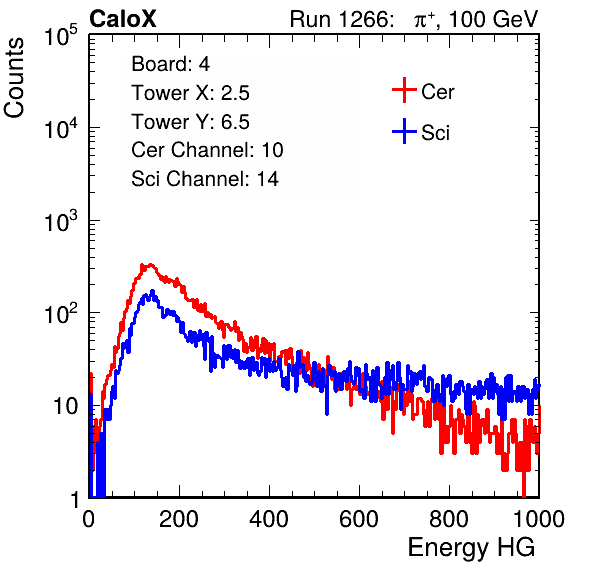 CaloX Run 1266: π⁺, 100 GeV
Board: 4
Tower X: 2.5
Tower Y: 6.5
Cer Channel: 10
Sci Channel: 14
Cer
Sci
Counts
10⁵
10⁴
10³
10²
10
1
0 200 400 600 800 1000
Energy HG